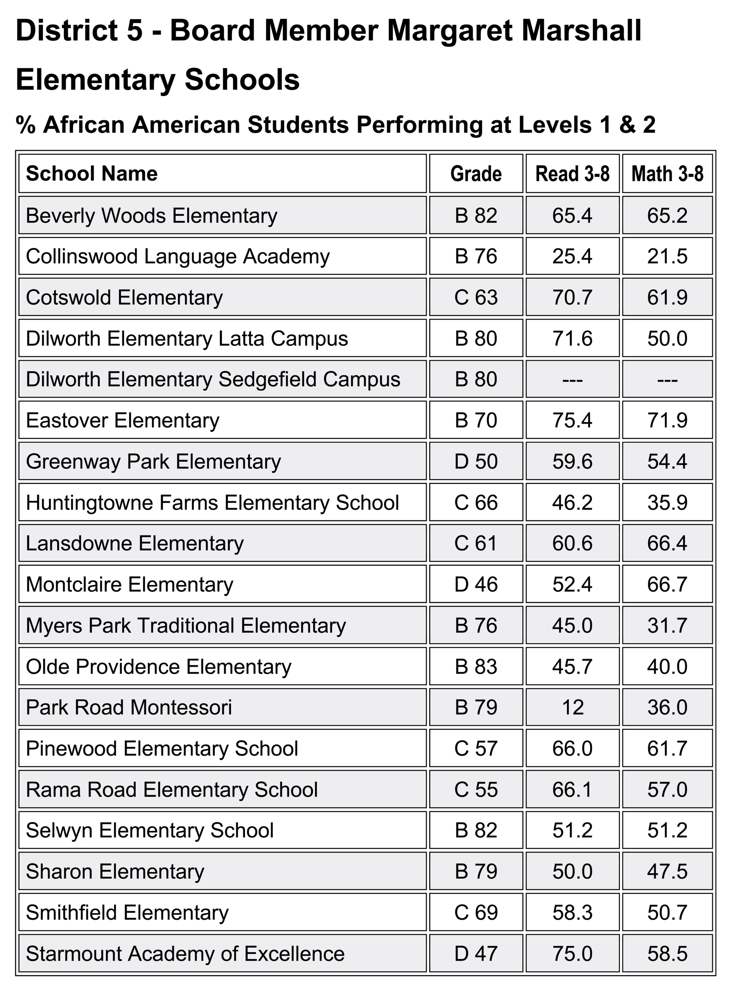 District 5 - Board Member Margaret Marshall
Elementary Schools
% African American Students Performing at Levels 1 & 2
School Name Grade Read 3-8 Math 3-8
Beverly Woods Elementary B 82 65.4 65.2
Collinswood Language Academy B 76 25.4 21.5
Cotswold Elementary C 63 70.7 61.9
Dilworth Elementary Latta Campus B 80 71.6 50.0
Dilworth Elementary Sedgefield Campus B 80 --- ---
Eastover Elementary B 70 75.4 71.9
Greenway Park Elementary D 50 59.6 54.4
Huntingtowne Farms Elementary School C 66 46.2 35.9
Lansdowne Elementary C 61 60.6 66.4
Montclaire Elementary D 46 52.4 66.7
Myers Park Traditional Elementary B 76 45.0 31.7
Olde Providence Elementary B 83 45.7 40.0
Park Road Montessori B 79 12 36.0
Pinewood Elementary School C 57 66.0 61.7
Rama Road Elementary School C 55 66.1 57.0
Selwyn Elementary School B 82 51.2 51.2
Sharon Elementary B 79 50.0 47.5
Smithfield Elementary C 69 58.3 50.7
Starmount Academy of Excellence D 47 75.0 58.5